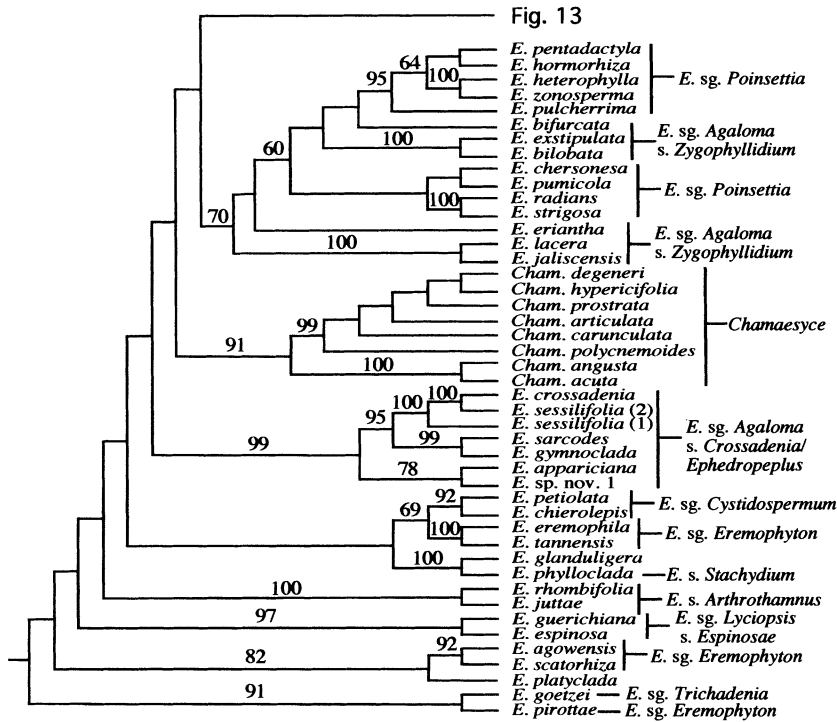 Fig. 13
E. pentadactyla
64
E. hormorhiza
95
100
E. heterophylla
E. sg. Poinsettia
E. zonosperma
E. pulcherrima
E. bifurcata
E. sg. Agaloma
100
E. exstipulata
s. Zygophyllidium
60
E. bilobata
E. chersonesa
E. pumicola
E. sg. Poinsettia
100
E. radians
E. strigosa
70
E. eriantha
E. sg. Agaloma
100
E. lacera
s. Zygophyllidium
E. jaliscensis
Cham. degeneri
Cham. hypericifolia
Cham. prostrata
99
Cham. articulata
Chamaesyce
Cham. carunculata
91
Cham. polycnemoides
100
Cham. angusta
Cham. acuta
100
E. crossadenia
100
E. sessilifolia (2)
95
E. sessilifolia (1)
E. sg. Agaloma
99
99
E. sarcodes
s. Crossadenia/
E. gymnoclada
Ephedropeplus
78
E. appariciana
E. sp. nov. 1
92
E. petiolata
E. sg. Cystidospermum
69
E. chierolepis
100
E. eremophila
E. sg. Eremophyton
E. tannensis
100
E. glanduligera
E. phylloclada
E. s. Stachydium
100
E. rhombifolia
E. s. Arthrothamnus
E. juttae
97
E. guerichiana
E. sg. Lyciopsis
E. espinosa
s. Espinosae
92
E. agowensis
E. sg. Eremophyton
82
E. scatorhiza
E. platyclada
91
E. goetzei
E. sg. Trichadenia
E. pirottae
E. sg. Eremophyton